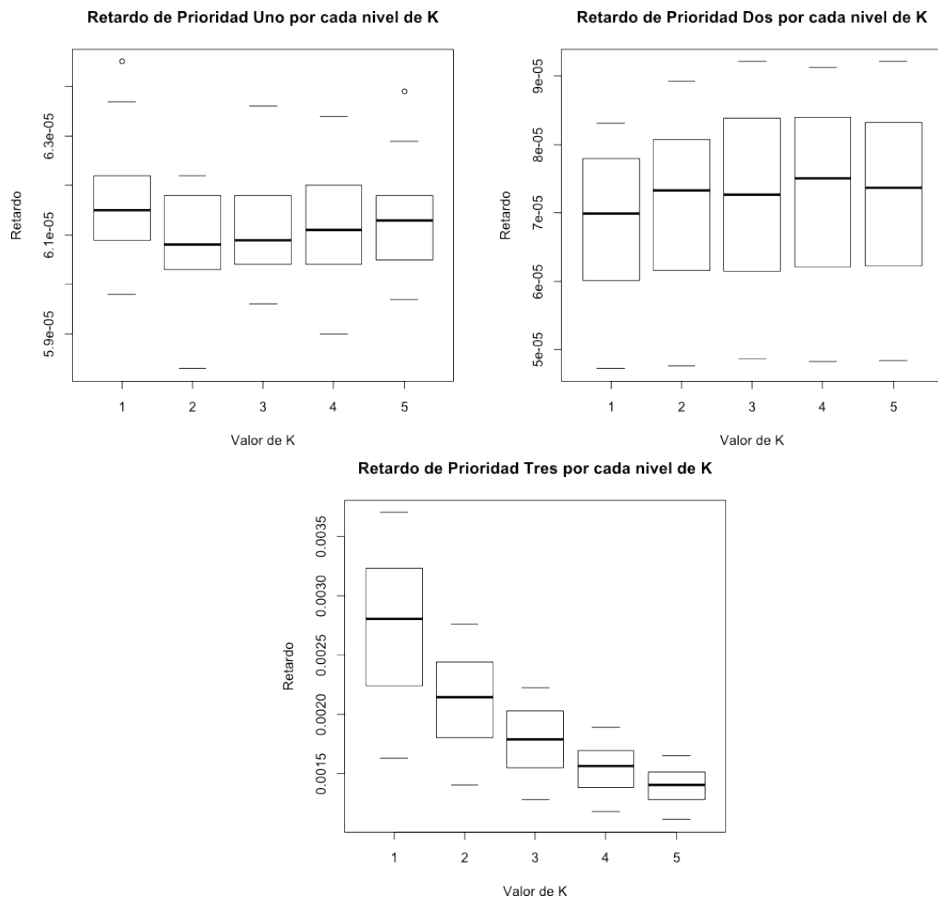 Retardo de Prioridad Uno por cada nivel de K
Retardo
6.3e-05
6.1e-05
5.9e-05
1 2 3 4 5
Valor de K
Retardo de Prioridad Dos por cada nivel de K
Retardo
9e-05
8e-05
7e-05
6e-05
5e-05
1 2 3 4 5
Valor de K
Retardo de Prioridad Tres por cada nivel de K
Retardo
0.0035
0.0030
0.0025
0.0020
0.0015
1 2 3 4 5
Valor de K